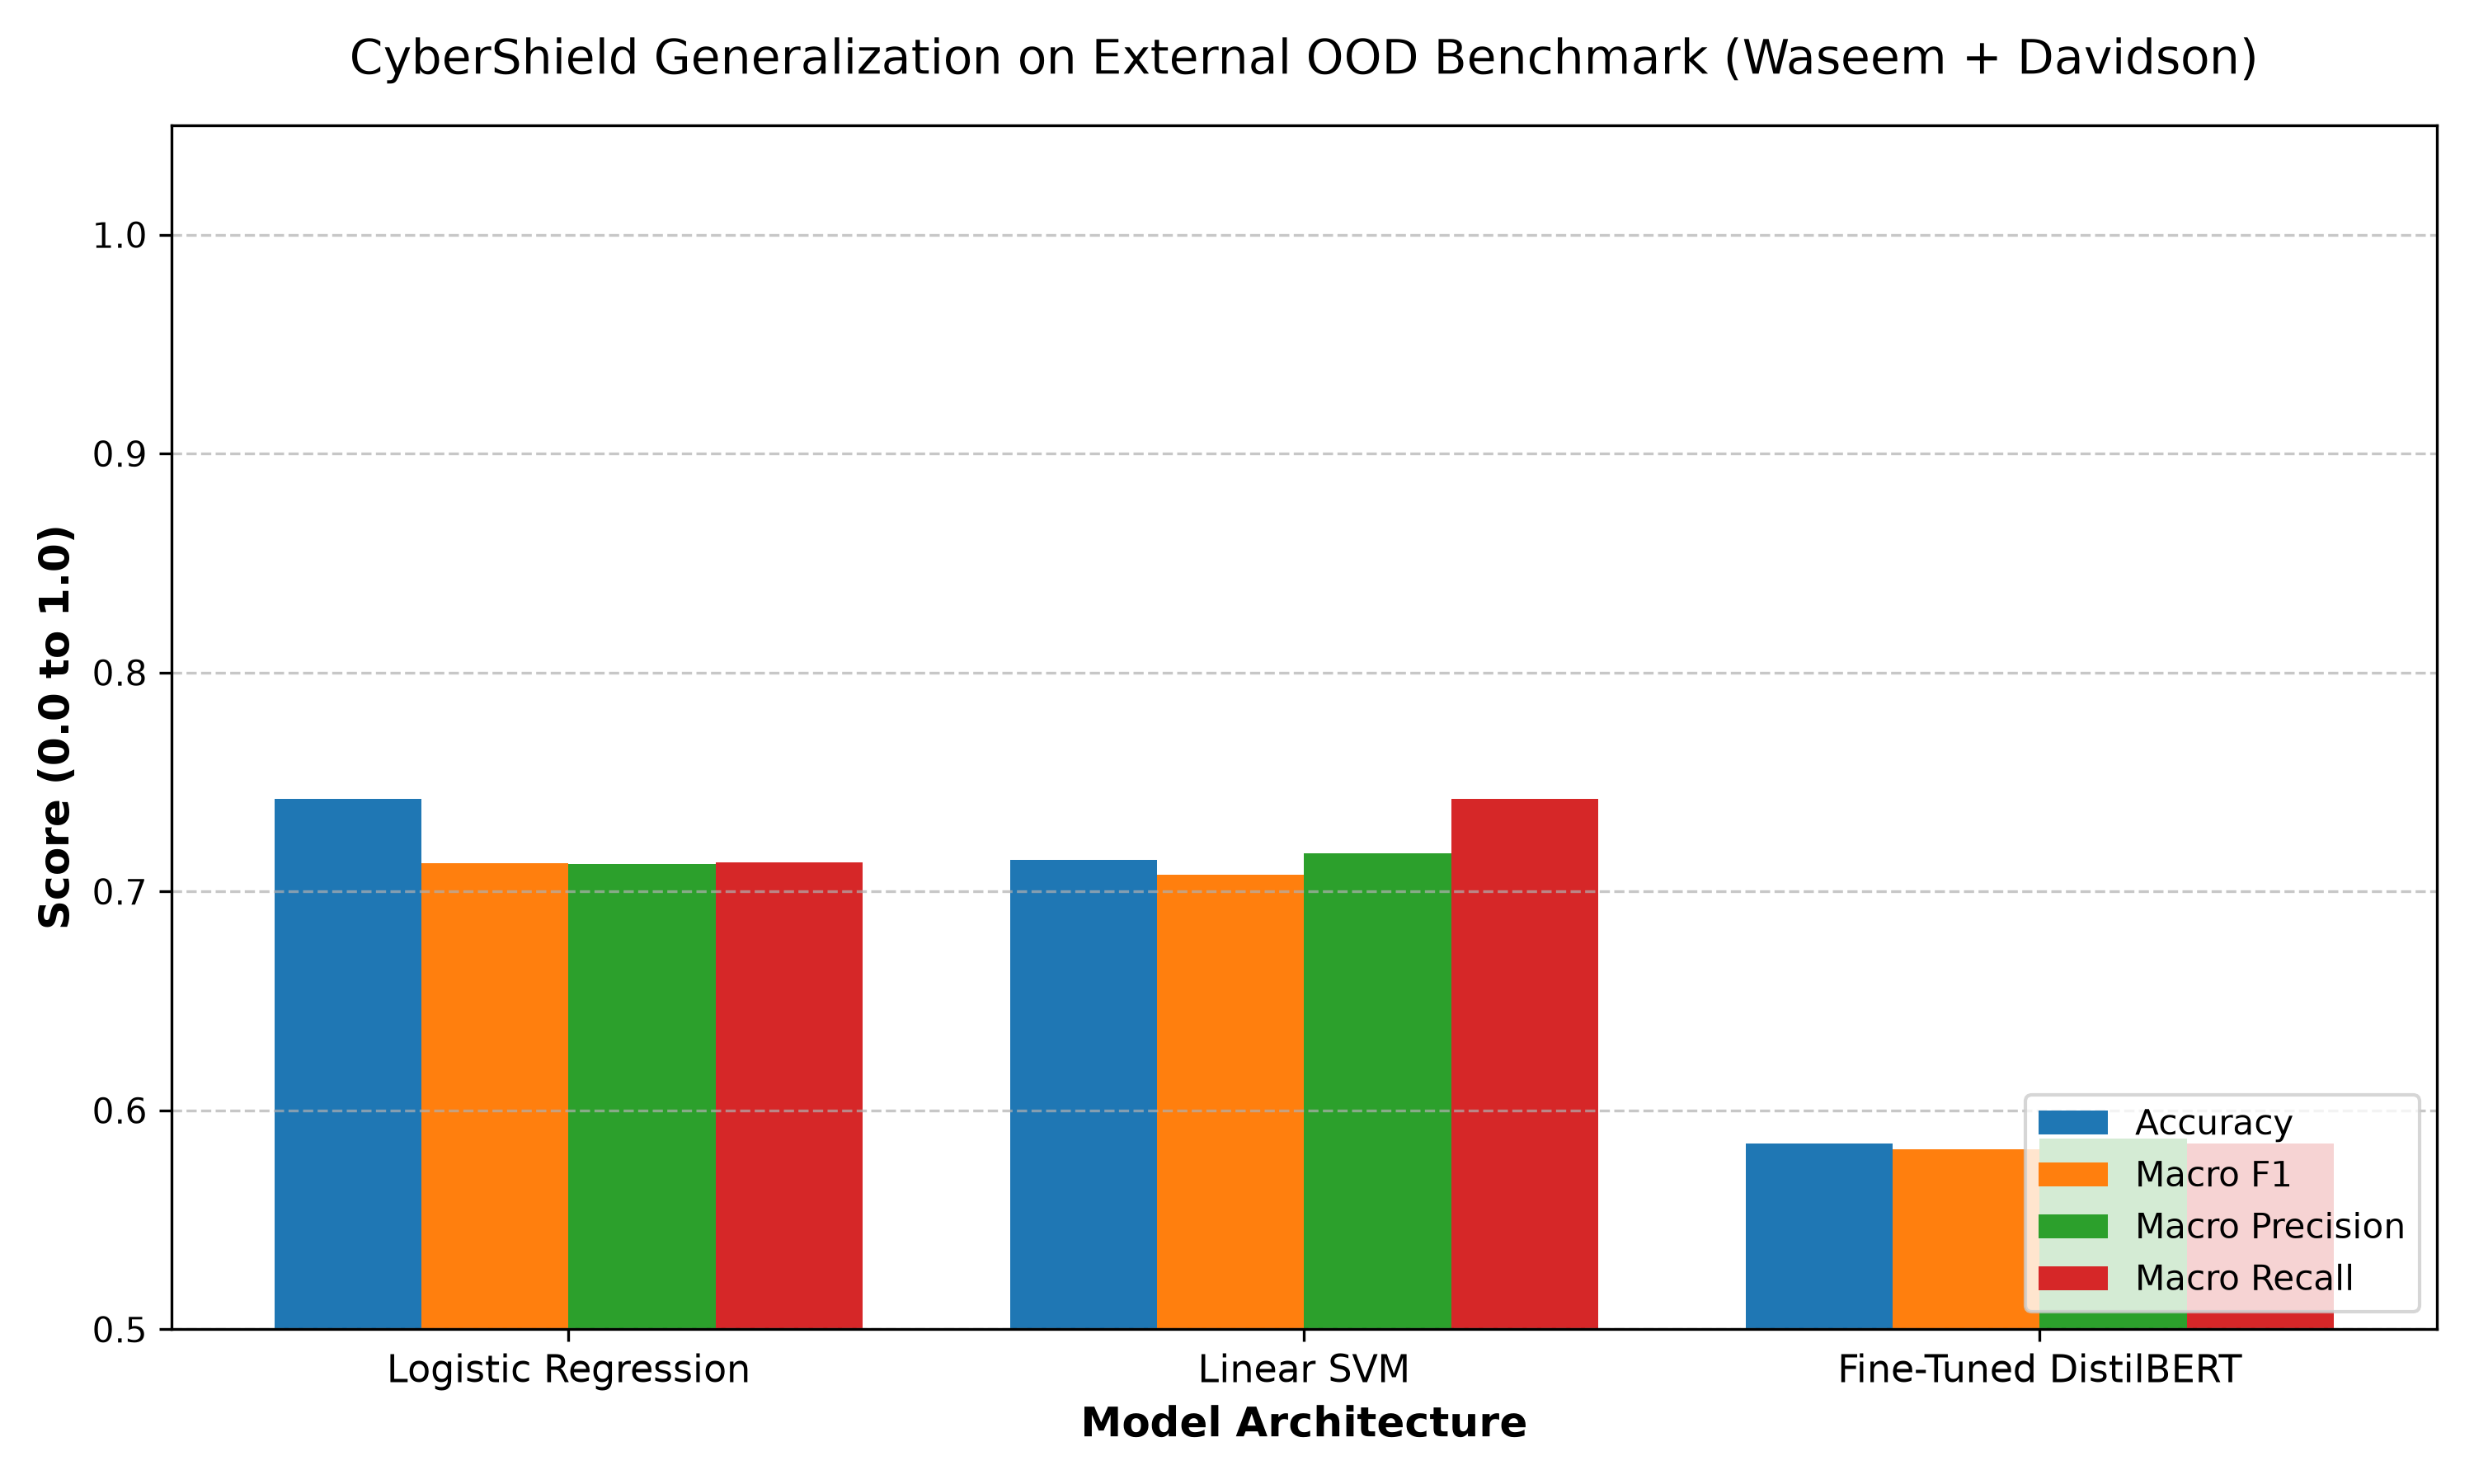 CyberShield Generalization on External OOD Benchmark (Waseem + Davidson)
Score (0.0 to 1.0)
1.0
0.9
0.8
0.7
0.6
0.5
Accuracy
Macro F1
Macro Precision
Macro Recall
Logistic Regression
Linear SVM
Fine-Tuned DistilBERT
Model Architecture